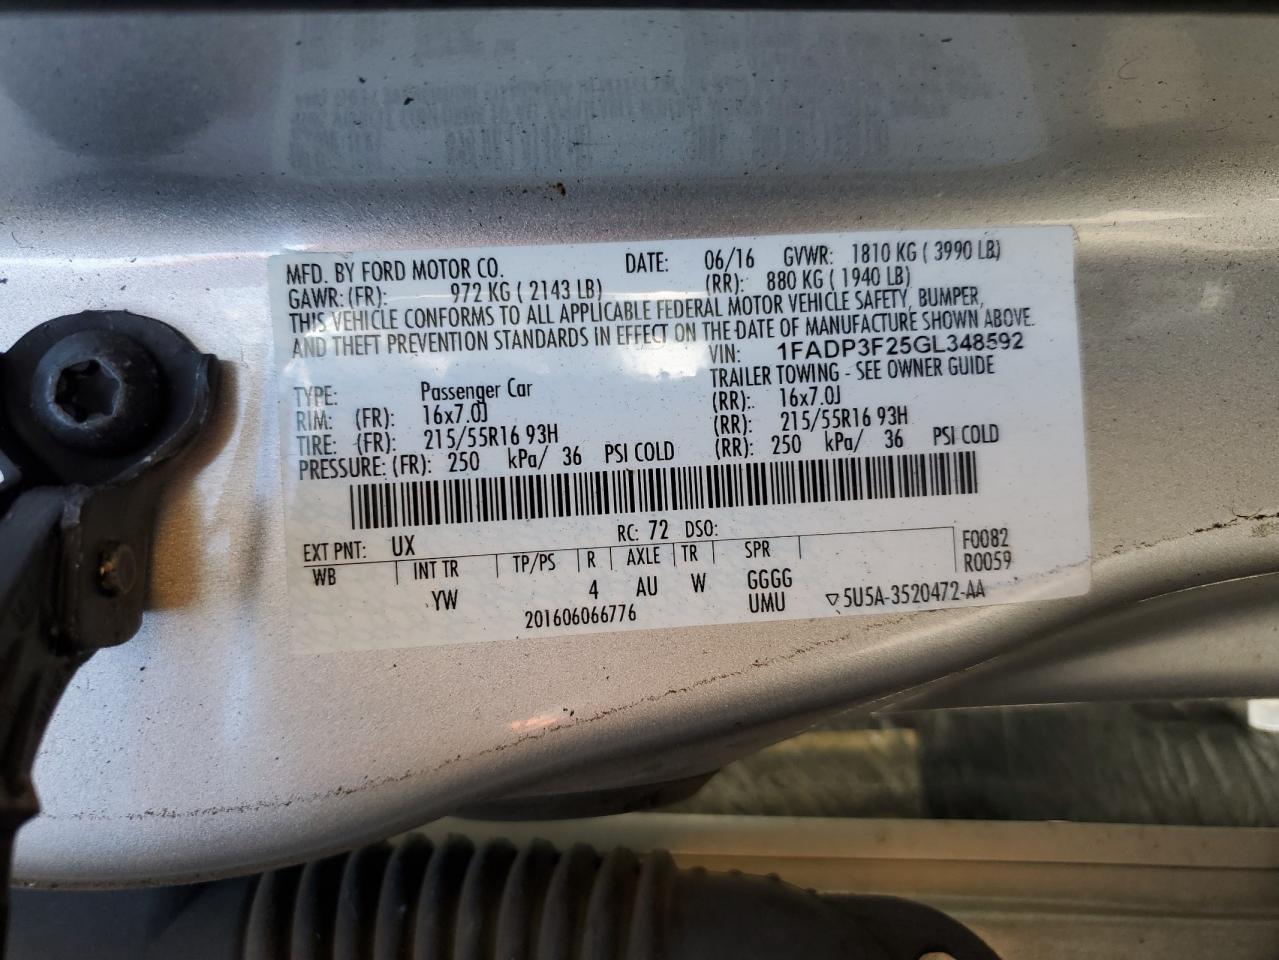 MFD. BY FORD MOTOR CO. DATE: 06/16 GVWR: 1810 KG ( 3990 LB)
GAWR: (FR): 972 KG ( 2143 LB) (RR): 880 KG ( 1940 LB)
THIS VEHICLE CONFORMS TO ALL APPLICABLE FEDERAL MOTOR VEHICLE SAFETY, BUMPER,
AND THEFT PREVENTION STANDARDS IN EFFECT ON THE DATE OF MANUFACTURE SHOWN ABOVE.
VIN: 1FADP3F25GL348592
TYPE: Passenger Car TRAILER TOWING - SEE OWNER GUIDE
RIM: (FR): 16x7.0J (RR): 16x7.0J
TIRE: (FR): 215/55R16 93H (RR): 215/55R16 93H
PRESSURE: (FR): 250 kPa/ 36 PSI COLD (RR): 250 kPa/ 36 PSI COLD
EXT PNT: UX RC: 72 DSO: F0082
WB INT TR TP/PS R AXLE TR SPR R0059
YW 4 AU W GGGG
201606066776 UMU ▽5U5A-3520472-AA